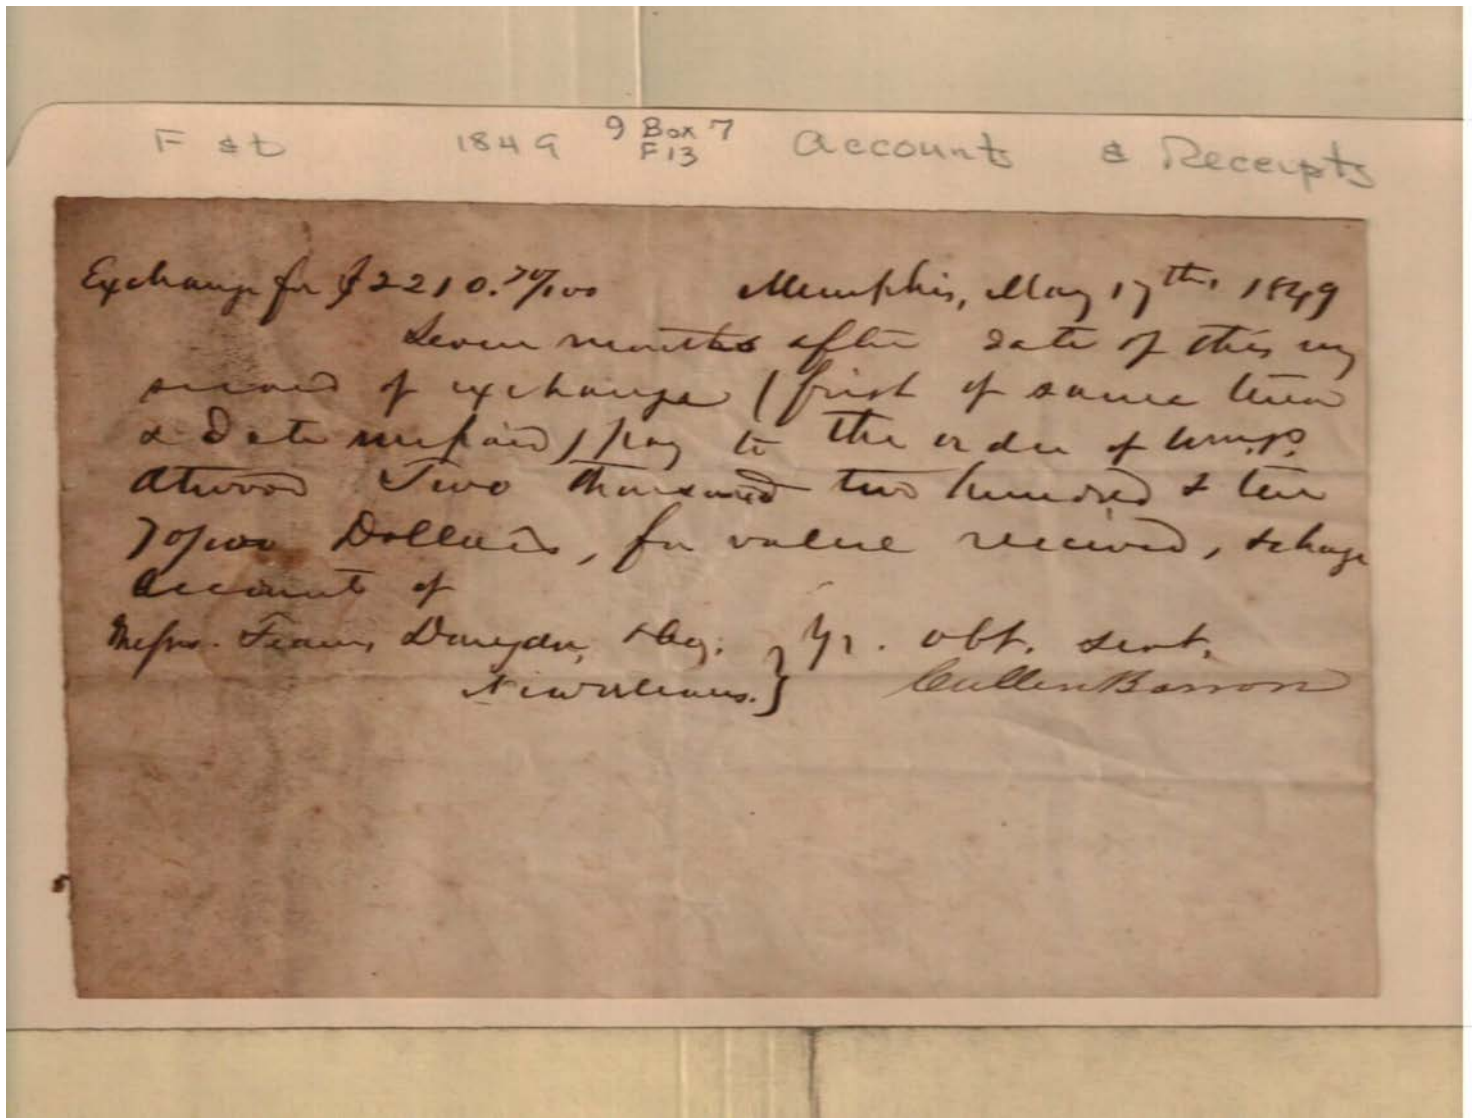 F & D 1849 9 Box 7 Accounts & Receipts
F13
Exchange for $2210.70/100 Memphis, May 17th, 1849
Seven months after date of this my
second of exchange (first of same tenor
& Date unpaid) pay to the order of Wm. P.
Atwood Two thousand two hundred & ten
70/100 Dollars, for value received, & charge
account of
Messrs. & Co. } Yr. obt. servt.
New Orleans. } Cullen Barron